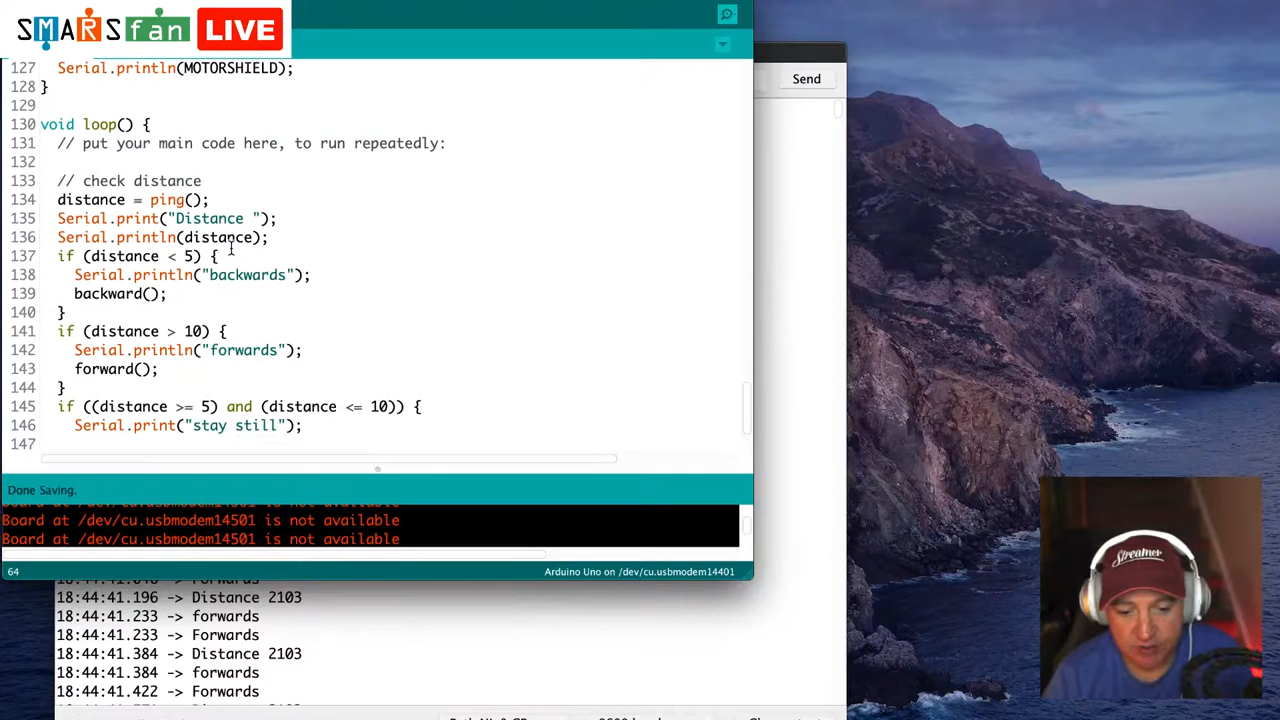 SMARSfan LIVE
Send
127 Serial.println(MOTORSHIELD);
128 }
129
130 void loop() {
131 // put your main code here, to run repeatedly:
132
133 // check distance
134 distance = ping();
135 Serial.print("Distance ");
136 Serial.println(distance);
137 if (distance < 5) {
138 Serial.println("backwards");
139 backward();
140 }
141 if (distance > 10) {
142 Serial.println("forwards");
143 forward();
144 }
145 if ((distance >= 5) and (distance <= 10)) {
146 Serial.print("stay still");
147
Done Saving.
Board at /dev/cu.usbmodem14501 is not available
Board at /dev/cu.usbmodem14501 is not available
64 Arduino Uno on /dev/cu.usbmodem14401
18:44:41.196 -> Distance 2103
18:44:41.233 -> forwards
18:44:41.233 -> Forwards
18:44:41.384 -> Distance 2103
18:44:41.384 -> forwards
18:44:41.422 -> Forwards
Streamer